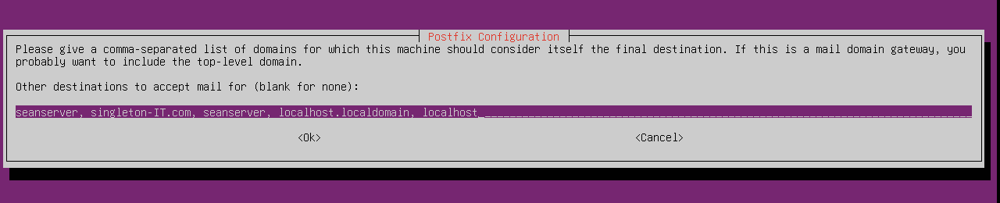 Postfix Configuration
Please give a comma-separated list of domains for which this machine should consider itself the final destination. If this is a mail domain gateway, you
probably want to include the top-level domain.
Other destinations to accept mail for (blank for none):
seanserver, singleton-IT.com, seanserver, localhost.localdomain, localhost
<Ok> <Cancel>